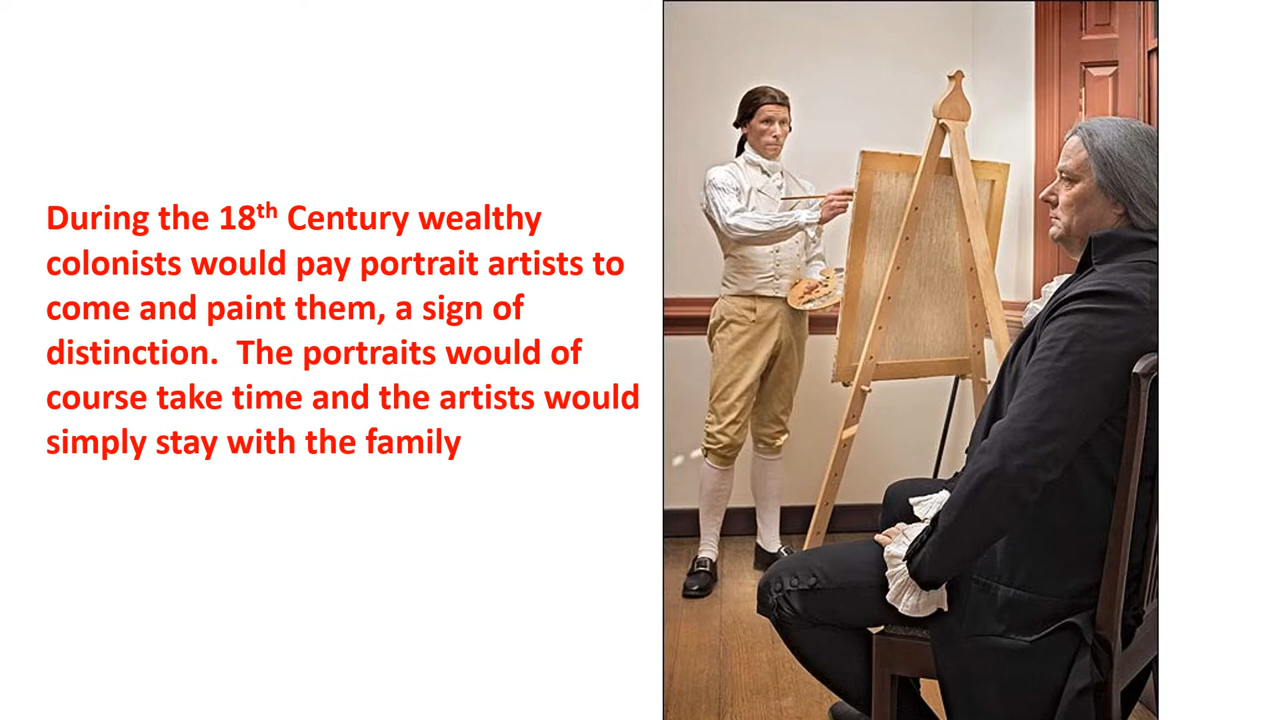 During the 18th Century wealthy
colonists would pay portrait artists to
come and paint them, a sign of
distinction.  The portraits would of
course take time and the artists would
simply stay with the family